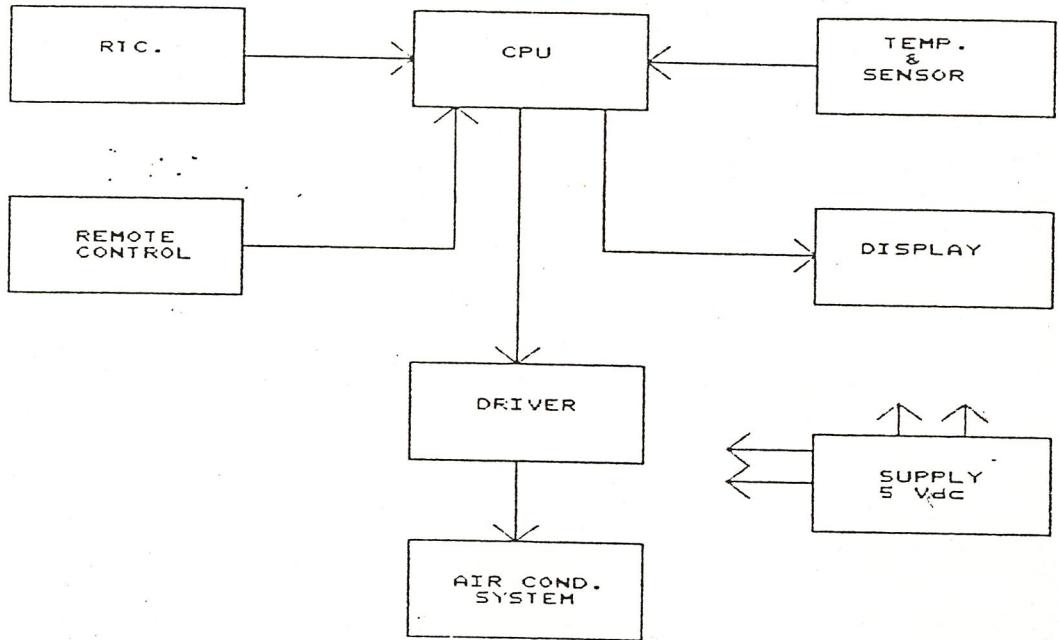 RTC.
CPU
TEMP.
&
SENSOR
REMOTE
CONTROL
DISPLAY
DRIVER
SUPPLY
5 Vdc
AIR COND.
SYSTEM